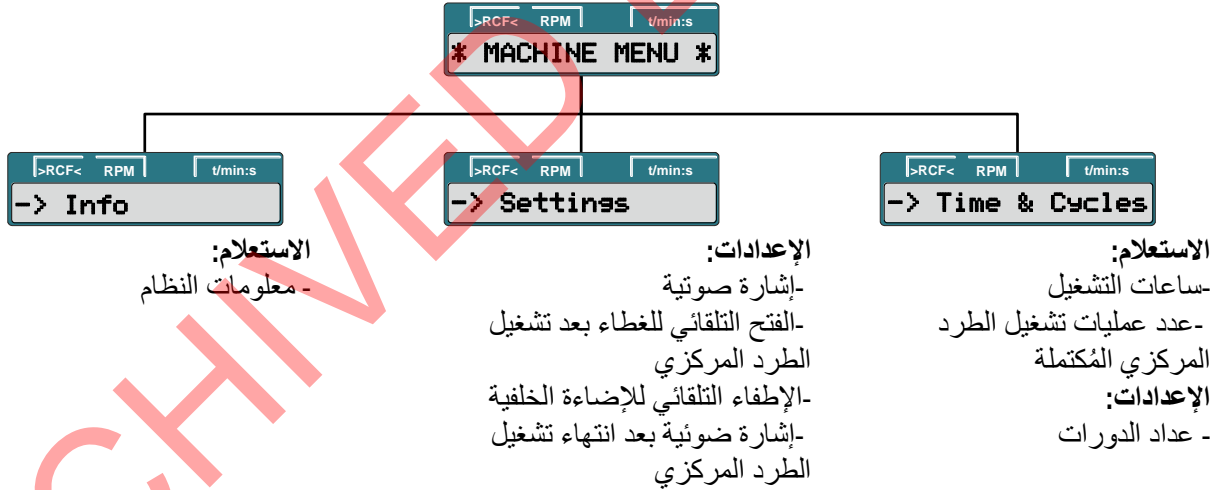 >RCF< RPM t/min:s
* MACHINE MENU *
>RCF< RPM t/min:s
-> Info
>RCF< RPM t/min:s
-> Settings
>RCF< RPM t/min:s
-> Time & Cycles
الاستعلام:
- معلومات النظام
الإعدادات:
-إشارة صوتية
-الفتح التلقائي للغطاء بعد تشغيل
الطرد المركزي
-الإطفاء التلقائي للإضاءة الخلفية
-إشارة ضوئية بعد انتهاء تشغيل
الطرد المركزي
الاستعلام:
-ساعات التشغيل
-عدد عمليات تشغيل الطرد
المركزي المُكتملة
الإعدادات:
- عداد الدورات
CHIVED